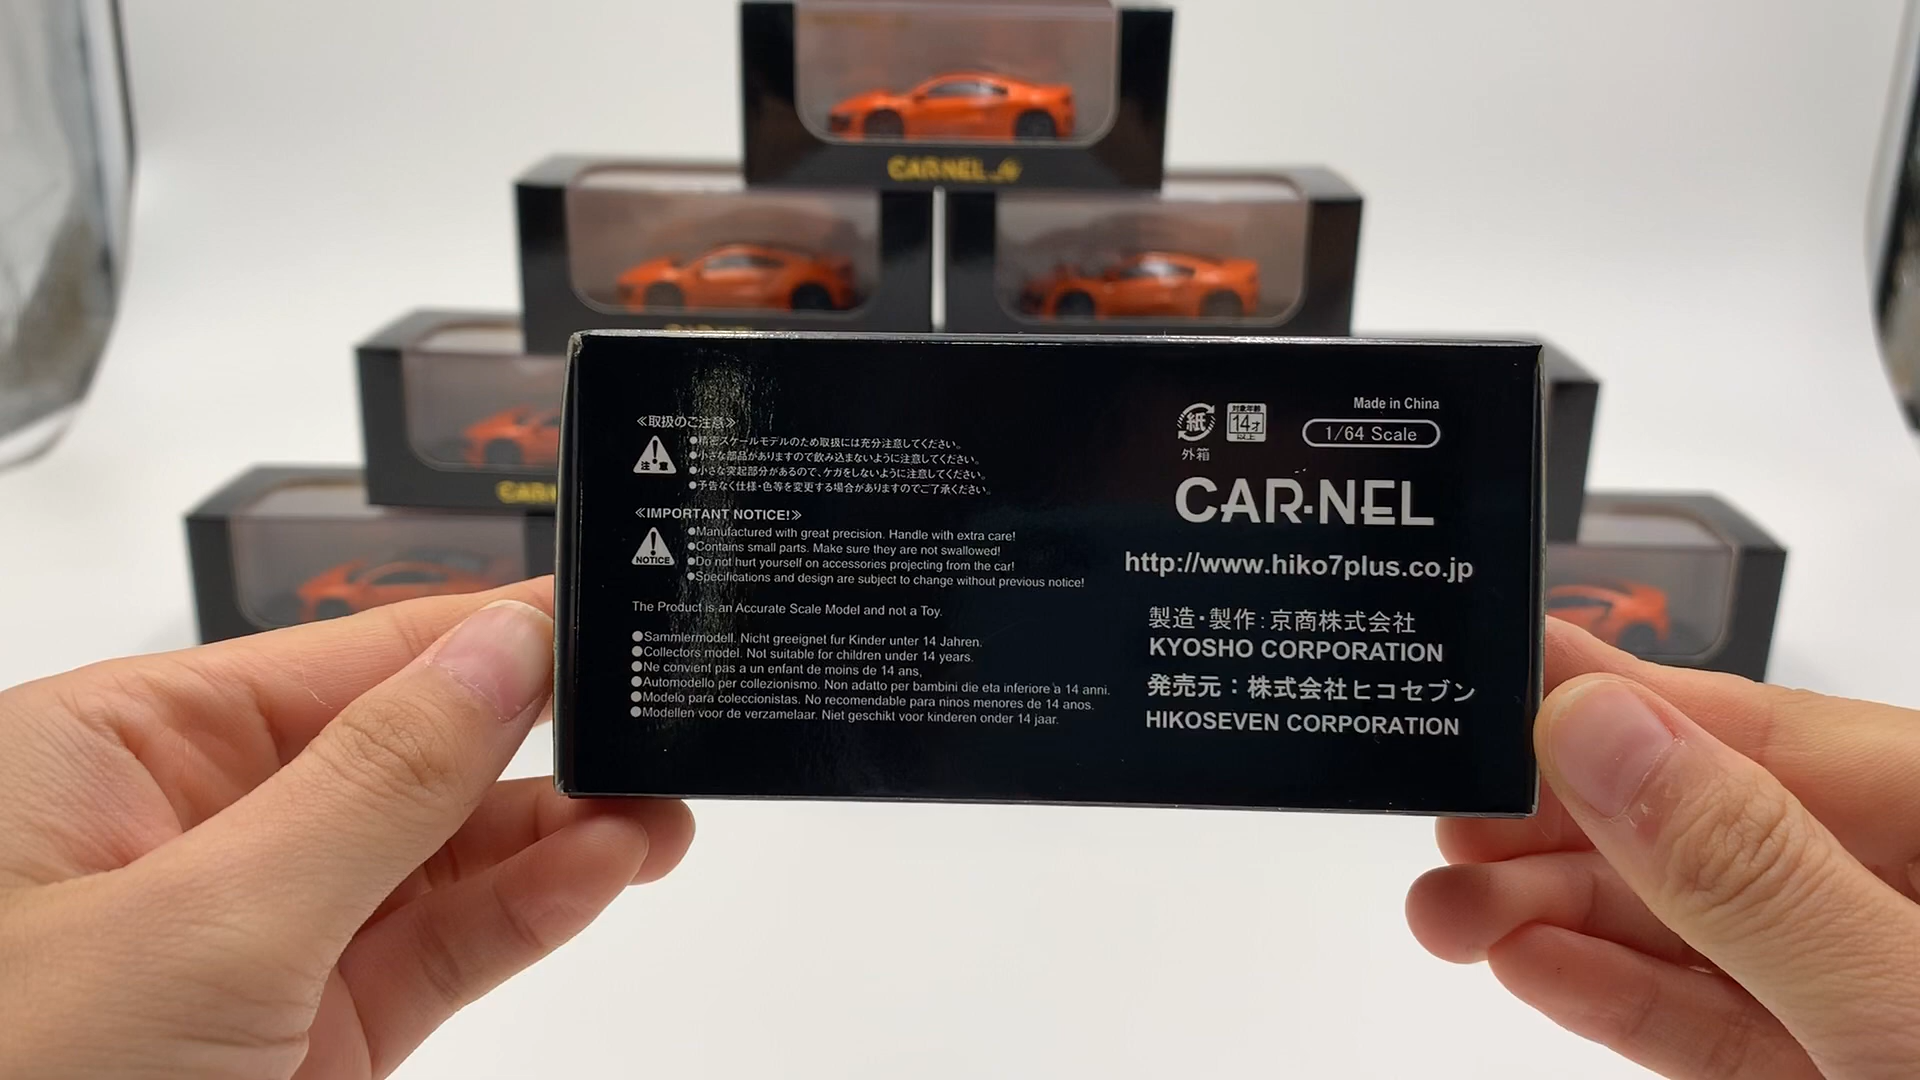 CAR·NEL
《取扱のご注意》
注意
●精密スケールモデルのため取扱には充分注意してください。
●小さな部品がありますので飲み込まないように注意してください。
●小さな突起部分があるので、ケガをしないように注意してください。
●予告なく仕様・色等を変更する場合がありますのでご了承ください。
《IMPORTANT NOTICE!》
NOTICE
●Manufactured with great precision. Handle with extra care!
●Contains small parts. Make sure they are not swallowed!
●Do not hurt yourself on accessories projecting from the car!
●Specifications and design are subject to change without previous notice!
The Product is an Accurate Scale Model and not a Toy.
●Sammlermodell. Nicht greeignet fur Kinder unter 14 Jahren.
●Collectors model. Not suitable for children under 14 years.
●Ne convient pas a un enfant de moins de 14 ans,
●Automodello per collezionismo. Non adatto per bambini die eta inferiore a 14 anni.
●Modelo para coleccionistas. No recomendable para ninos menores de 14 anos.
●Modellen voor de verzamelaar. Niet geschikt voor kinderen onder 14 jaar.
紙
外箱
対象年齢
14才
以上
Made in China
1/64 Scale
CAR·NEL
http://www.hiko7plus.co.jp
製造・製作：京商株式会社
KYOSHO CORPORATION
発売元：株式会社ヒコセブン
HIKOSEVEN CORPORATION